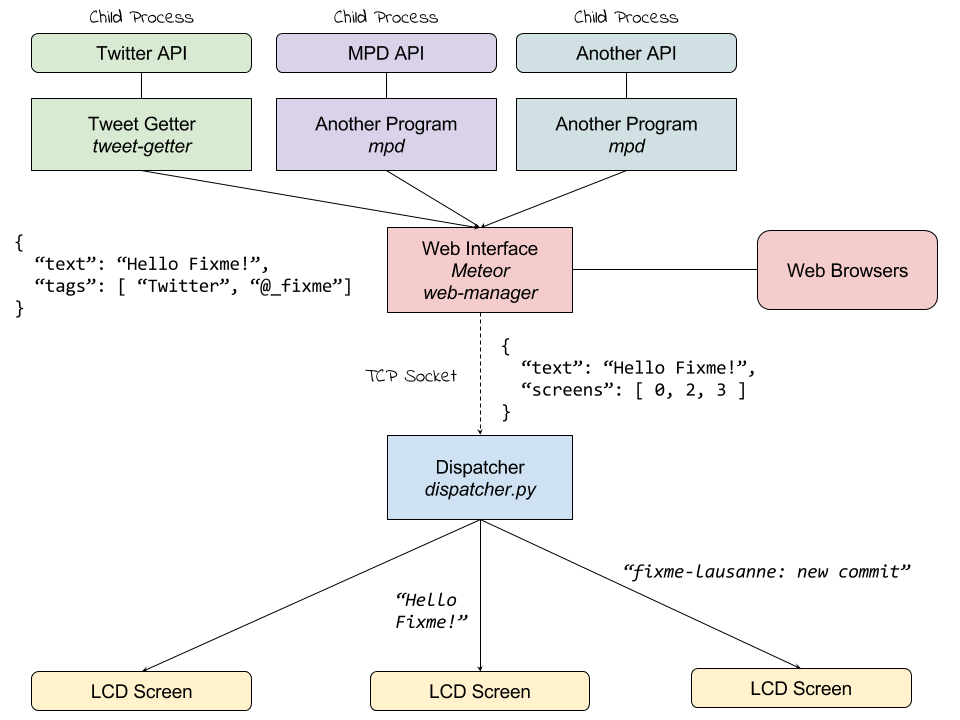 Child Process
Child Process
Child Process
Twitter API
MPD API
Another API
Tweet Getter
tweet-getter
Another Program
mpd
Another Program
mpd
{
“text”: “Hello Fixme!”,
“tags”: [ “Twitter”, “@_fixme”]
}
Web Interface
Meteor
web-manager
Web Browsers
TCP Socket
{
“text”: “Hello Fixme!”,
“screens”: [ 0, 2, 3 ]
}
Dispatcher
dispatcher.py
“Hello
Fixme!”
“fixme-lausanne: new commit”
LCD Screen
LCD Screen
LCD Screen